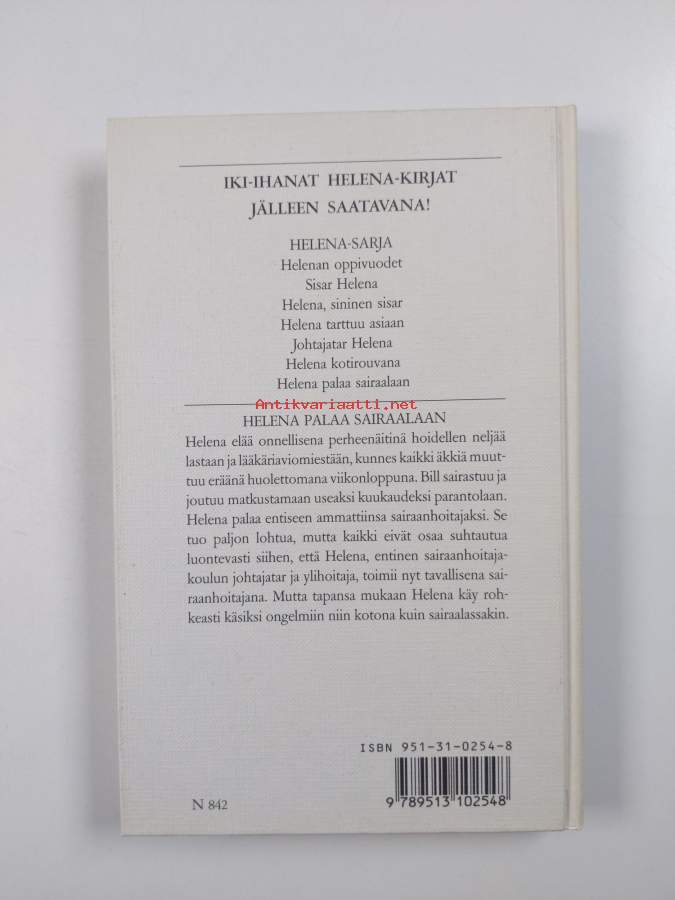 IKI-IHANAT HELENA-KIRJAT
JÄLLEEN SAATAVANA!
HELENA-SARJA
Helenan oppivuodet
Sisar Helena
Helena, sininen sisar
Helena tarttuu asiaan
Johtajatar Helena
Helena kotirouvana
Helena palaa sairaalaan
Antikvariaatti.net
HELENA PALAA SAIRAALAAN
Helena elää onnellisena perheenäitinä hoidellen neljää
lastaan ja lääkäriaviomiestään, kunnes kaikki äkkiä muut-
tuu eräänä huolettomana viikonloppuna. Bill sairastuu ja
joutuu matkustamaan useaksi kuukaudeksi parantolaan.
Helena palaa entiseen ammattiinsa sairaanhoitajaksi. Se
tuo paljon lohtua, mutta kaikki eivät osaa suhtautua
luontevasti siihen, että Helena, entinen sairaanhoitaja-
koulun johtajatar ja ylihoitaja, toimii nyt tavallisena sai-
raanhoitajana. Mutta tapansa mukaan Helena käy roh-
keasti käsiksi ongelmiin niin kotona kuin sairaalassakin.
ISBN 951-31-0254-8
9 789513 102548
N 842